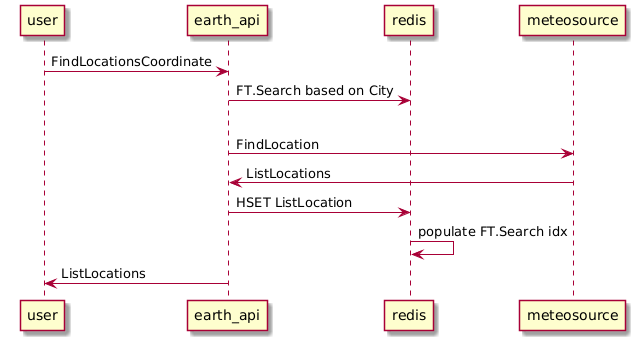 user earth_api redis meteosource
FindLocationsCoordinate
FT.Search based on City
FindLocation
ListLocations
HSET ListLocation
populate FT.Search idx
ListLocations
user earth_api redis meteosource